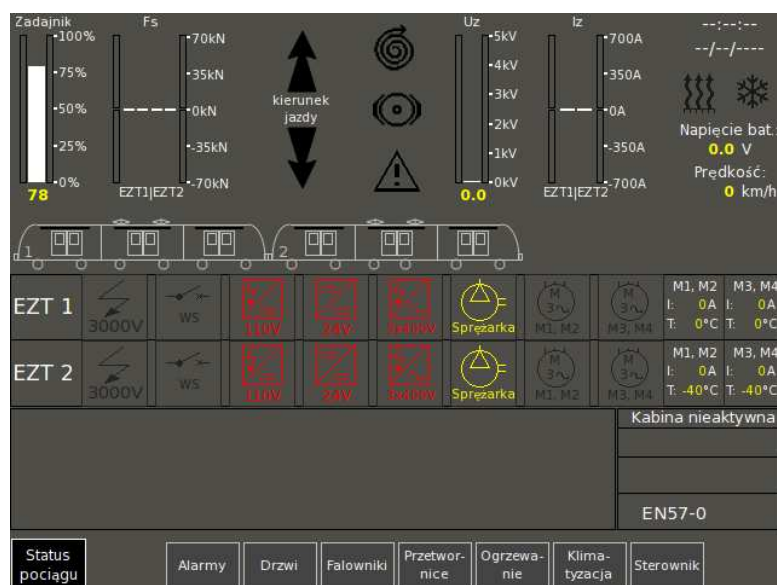 Zadajnik
100%
75%
50%
25%
0%
78
Fs
70kN
35kN
0kN
-35kN
-70kN
EZT1|EZT2
kierunek
jazdy
Uz
5kV
4kV
3kV
2kV
1kV
0kV
0.0
Iz
700A
350A
0A
-350A
-700A
EZT1|EZT2
--:--:--
--/--/----
Napięcie bat.:
0.0 V
Prędkość:
0 km/h
1
2
EZT 1
3000V
WS
110V
24V
3x400V
Sprężarka
M
3~
M1, M2
M
3~
M3, M4
M1, M2 M3, M4
I: 0A I: 0A
T: 0°C T: 0°C
EZT 2
3000V
WS
110V
24V
3x400V
Sprężarka
M
3~
M1, M2
M
3~
M3, M4
M1, M2 M3, M4
I: 0A I: 0A
T: -40°C T: -40°C
Kabina nieaktywna
EN57-0
Status
pociągu
Alarmy
Drzwi
Falowniki
Przetwor-
nice
Ogrzewa-
nie
Klima-
tyzacja
Sterownik